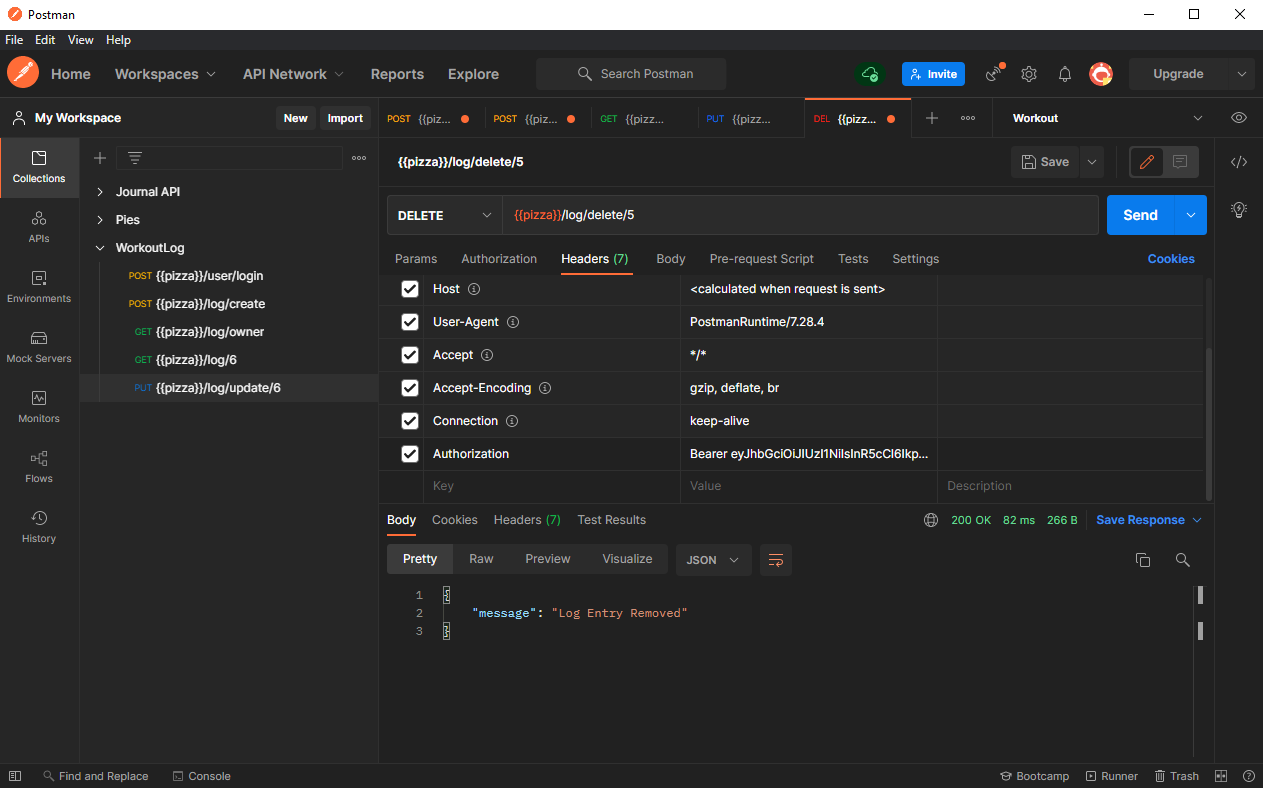 Postman
File Edit View Help
Home Workspaces API Network Reports Explore Search Postman Invite Upgrade
My Workspace New Import
POST {{piz... POST {{piz... GET {{pizz... PUT {{pizz... DEL {{pizz... Workout
Collections
APIs
Environments
Mock Servers
Monitors
Flows
History
Journal API
Pies
WorkoutLog
POST {{pizza}}/user/login
POST {{pizza}}/log/create
GET {{pizza}}/log/owner
GET {{pizza}}/log/6
PUT {{pizza}}/log/update/6
{{pizza}}/log/delete/5 Save
DELETE {{pizza}}/log/delete/5 Send
Params Authorization Headers (7) Body Pre-request Script Tests Settings Cookies
Host <calculated when request is sent>
User-Agent PostmanRuntime/7.28.4
Accept */*
Accept-Encoding gzip, deflate, br
Connection keep-alive
Authorization Bearer eyJhbGciOiJIUzI1NiIsInR5cCI6Ikp...
Key Value Description
Body Cookies Headers (7) Test Results 200 OK 82 ms 266 B Save Response
Pretty Raw Preview Visualize JSON
1 {
2 "message": "Log Entry Removed"
3 }
Find and Replace Console Bootcamp Runner Trash